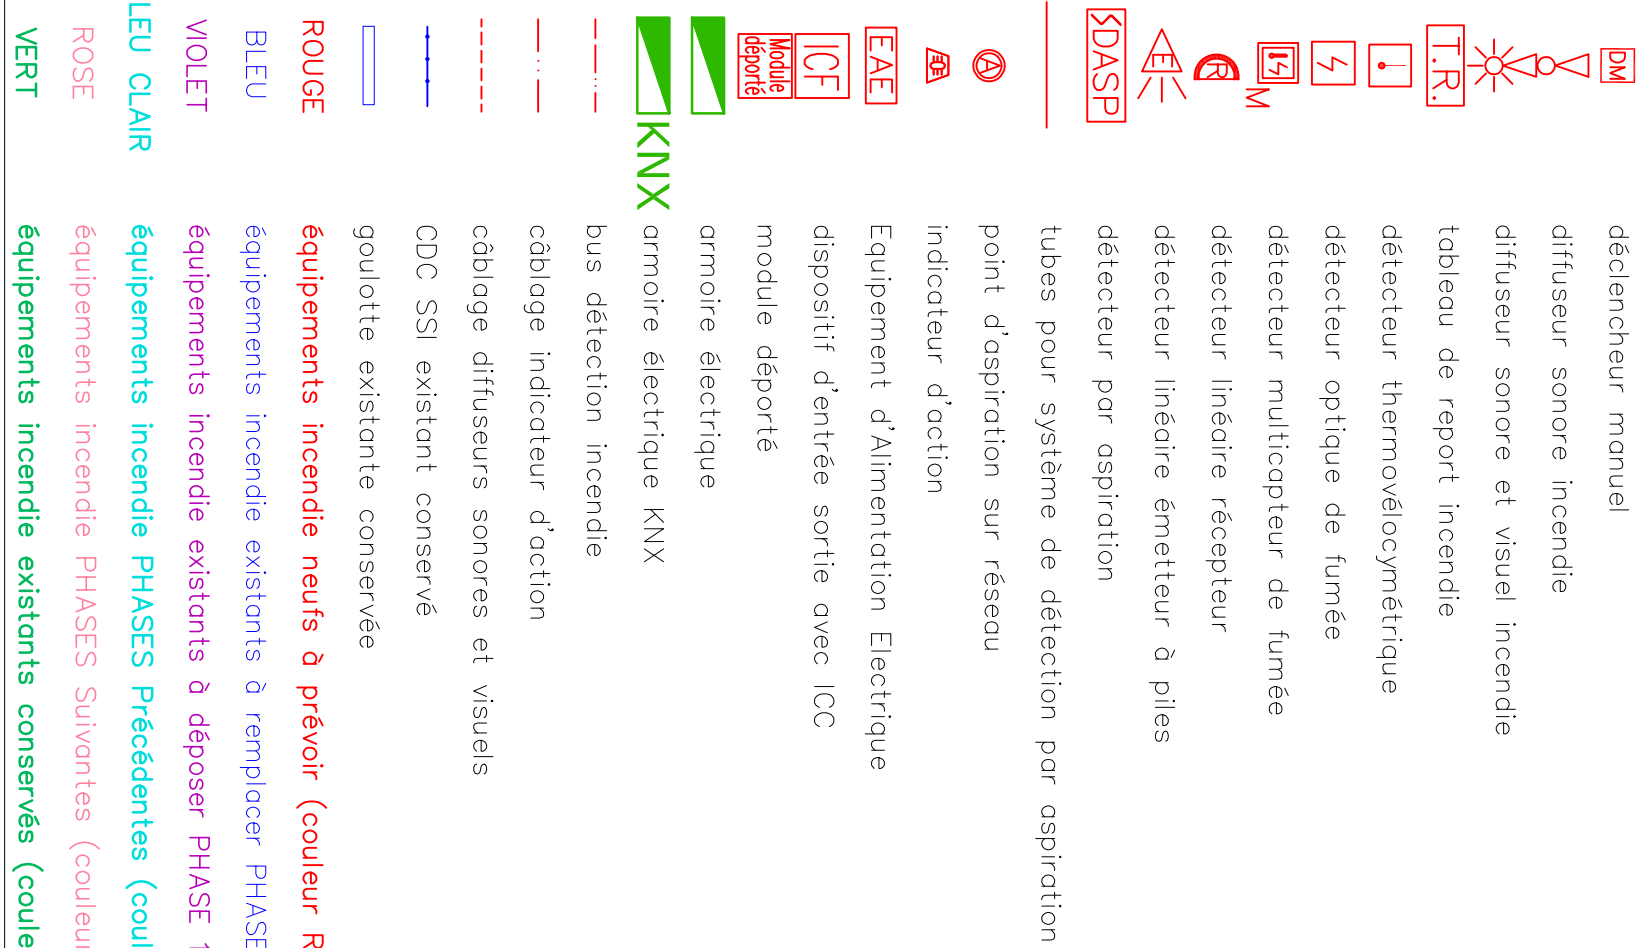 DM déclencheur manuel
diffuseur sonore incendie
diffuseur sonore et visuel incendie
T.R. tableau de report incendie
détecteur thermovélocymétrique
détecteur optique de fumée
M détecteur multicapteur de fumée
R détecteur linéaire récepteur
E détecteur linéaire émetteur à piles
DASP détecteur par aspiration
tubes pour système de détection par aspiration
A point d'aspiration sur réseau
indicateur d'action
EAE Equipement d'Alimentation Electrique
ICF dispositif d'entrée sortie avec ICC
Module déporté module déporté
armoire électrique
KNX armoire électrique KNX
bus détection incendie
câblage indicateur d'action
câblage diffuseurs sonores et visuels
CDC SSI existant conservé
goulotte existante conservée
ROUGE équipements incendie neufs à prévoir (couleur R
BLEU équipements incendie existants à remplacer PHASE
VIOLET équipements incendie existants à déposer PHASE 1
LEU CLAIR équipements incendie PHASES Précédentes (coul
ROSE équipements incendie PHASES Suivantes (couleur
VERT équipements incendie existants conservés (coule